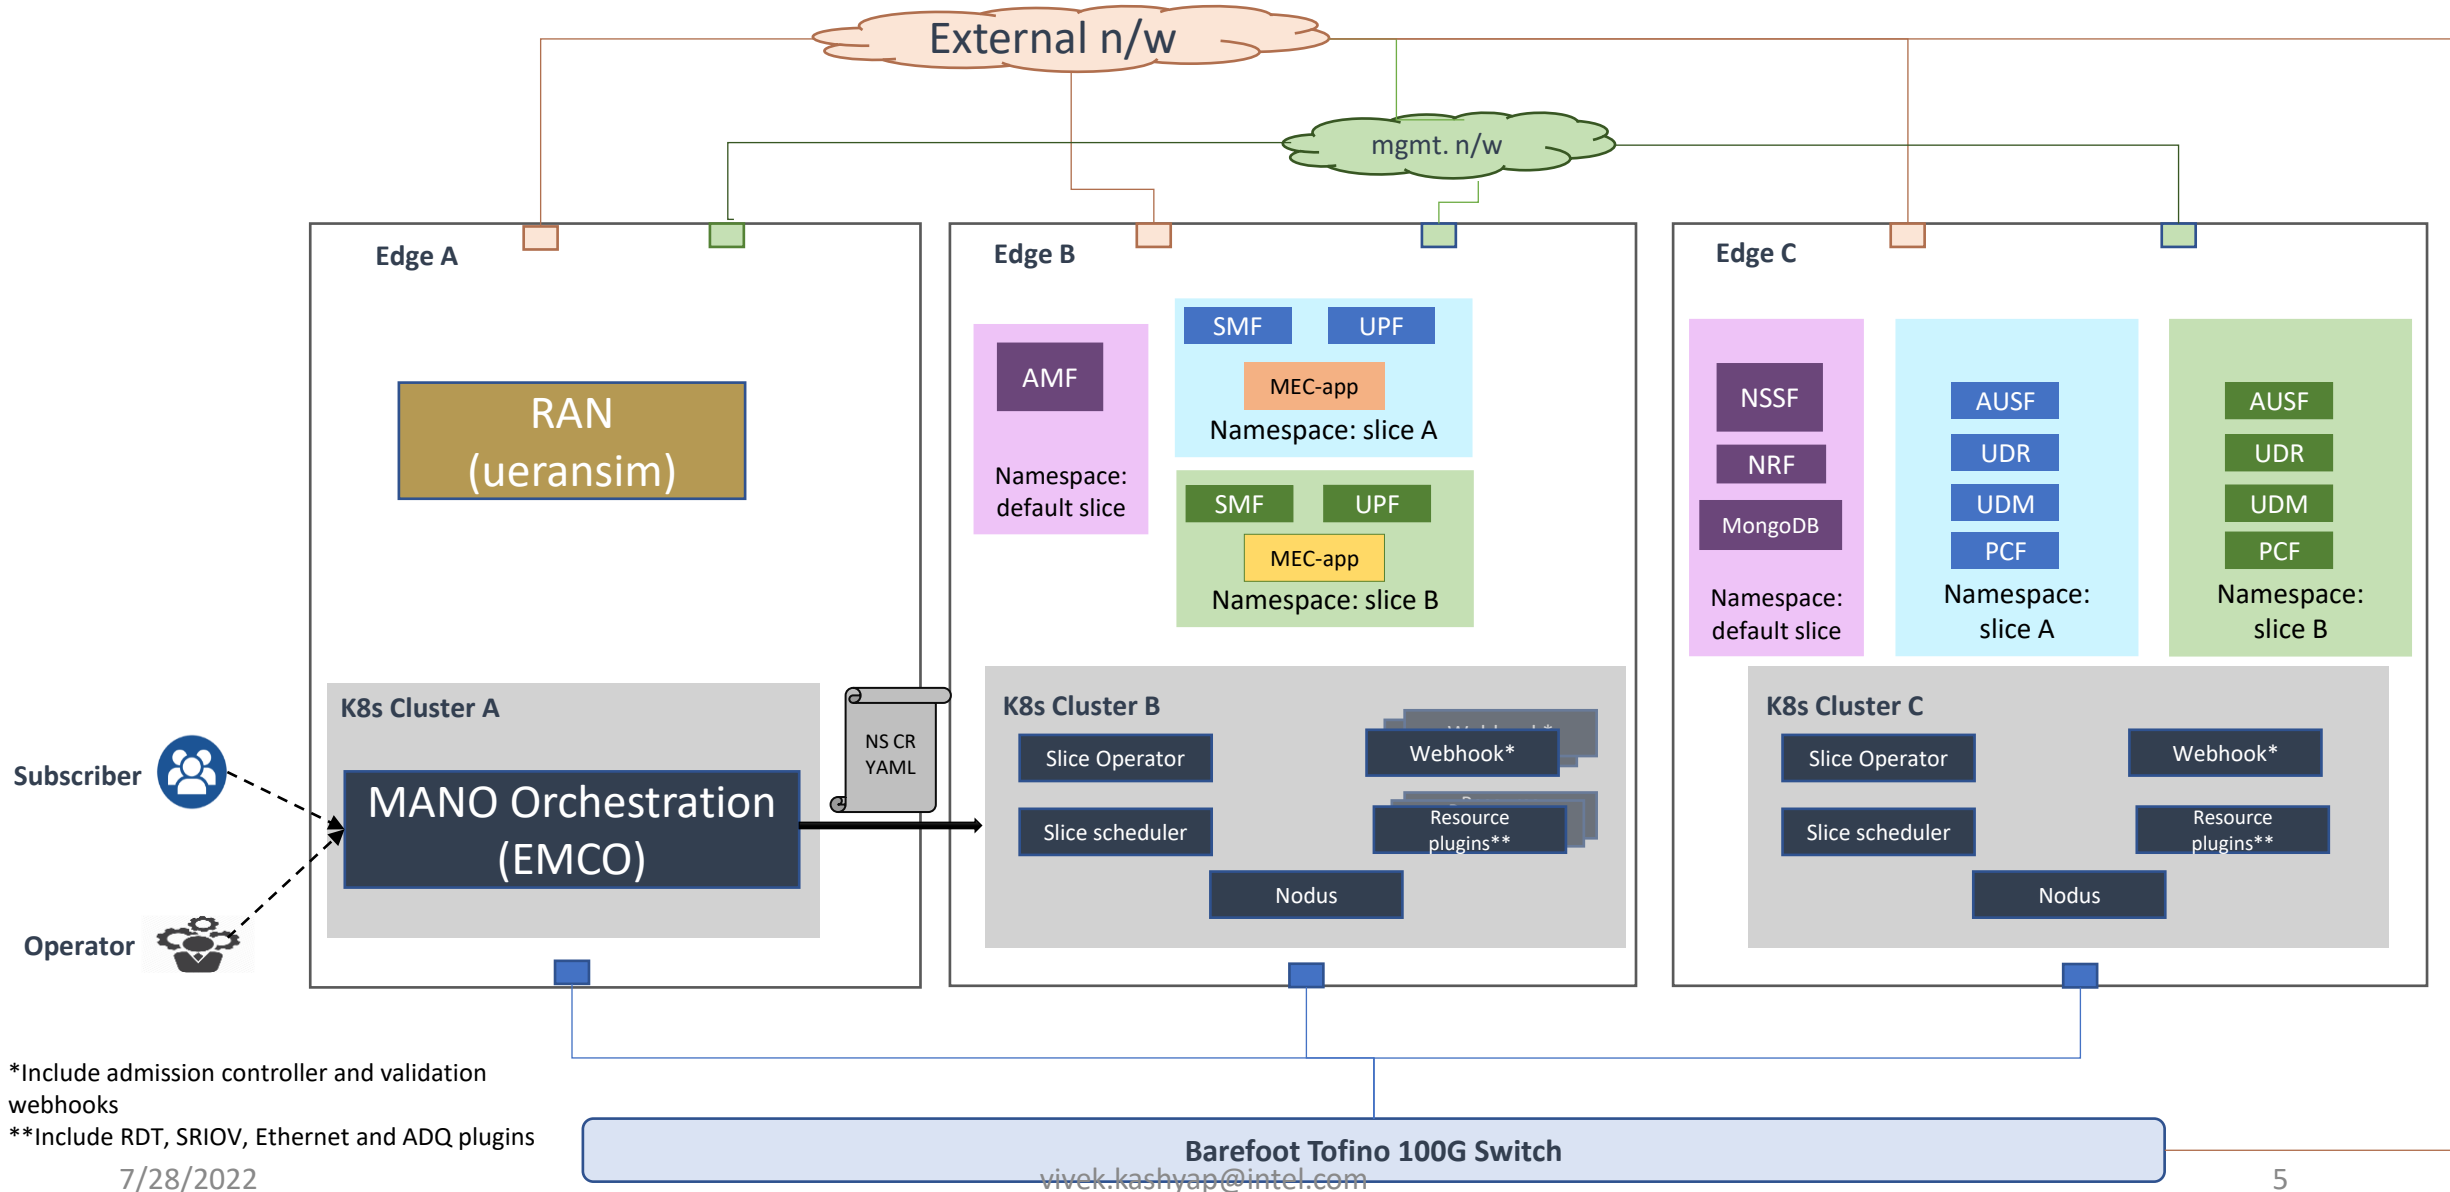 External n/w
mgmt. n/w
Edge A
RAN
(ueransim)
K8s Cluster A
MANO Orchestration
(EMCO)
Subscriber
Operator
NS CR
YAML
Edge B
AMF
Namespace:
default slice
SMF
UPF
MEC-app
Namespace: slice A
SMF
UPF
MEC-app
Namespace: slice B
K8s Cluster B
Slice Operator
Webhook*
Webhook*
Slice scheduler
Resource
plugins**
Nodus
Edge C
NSSF
NRF
MongoDB
Namespace:
default slice
AUSF
UDR
UDM
PCF
Namespace:
slice A
AUSF
UDR
UDM
PCF
Namespace:
slice B
K8s Cluster C
Slice Operator
Webhook*
Slice scheduler
Resource
plugins**
Nodus
*Include admission controller and validation
webhooks
**Include RDT, SRIOV, Ethernet and ADQ plugins
Barefoot Tofino 100G Switch
7/28/2022
vivek.kashyap@intel.com
5